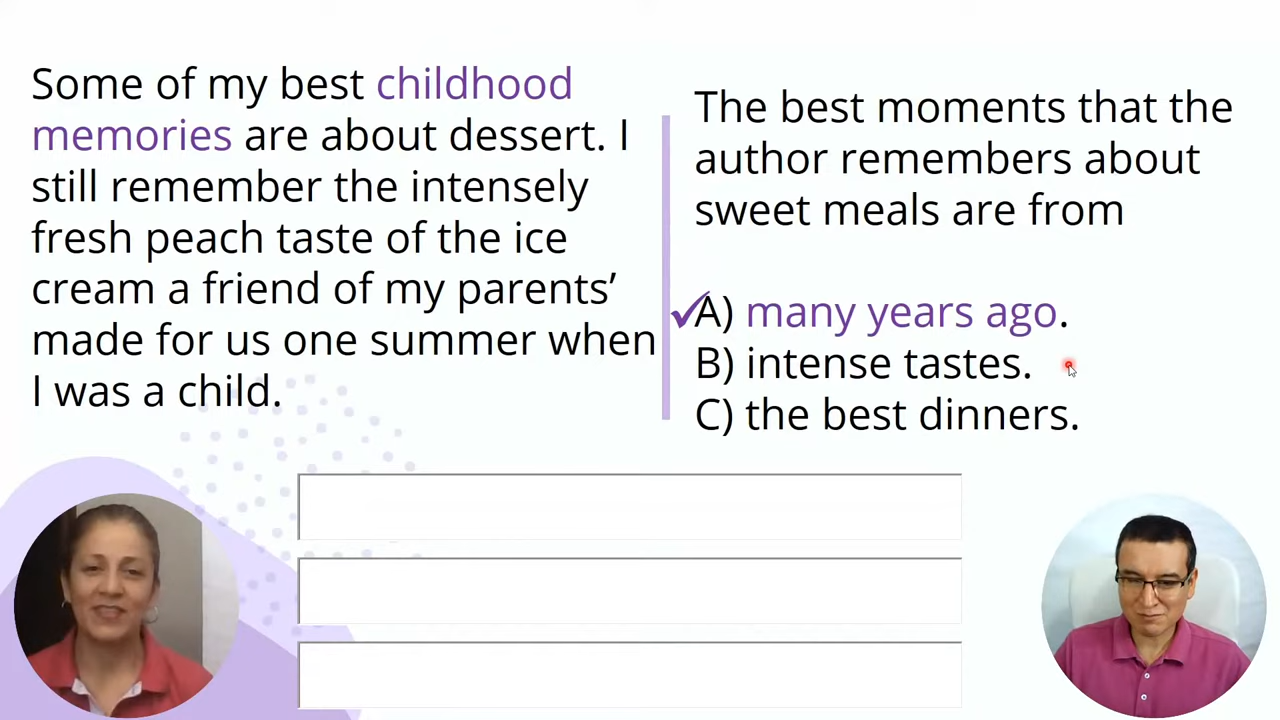 Some of my best childhood
memories are about dessert. I
still remember the intensely
fresh peach taste of the ice
cream a friend of my parents’
made for us one summer when
I was a child.
The best moments that the
author remembers about
sweet meals are from
A) many years ago.
B) intense tastes.
C) the best dinners.